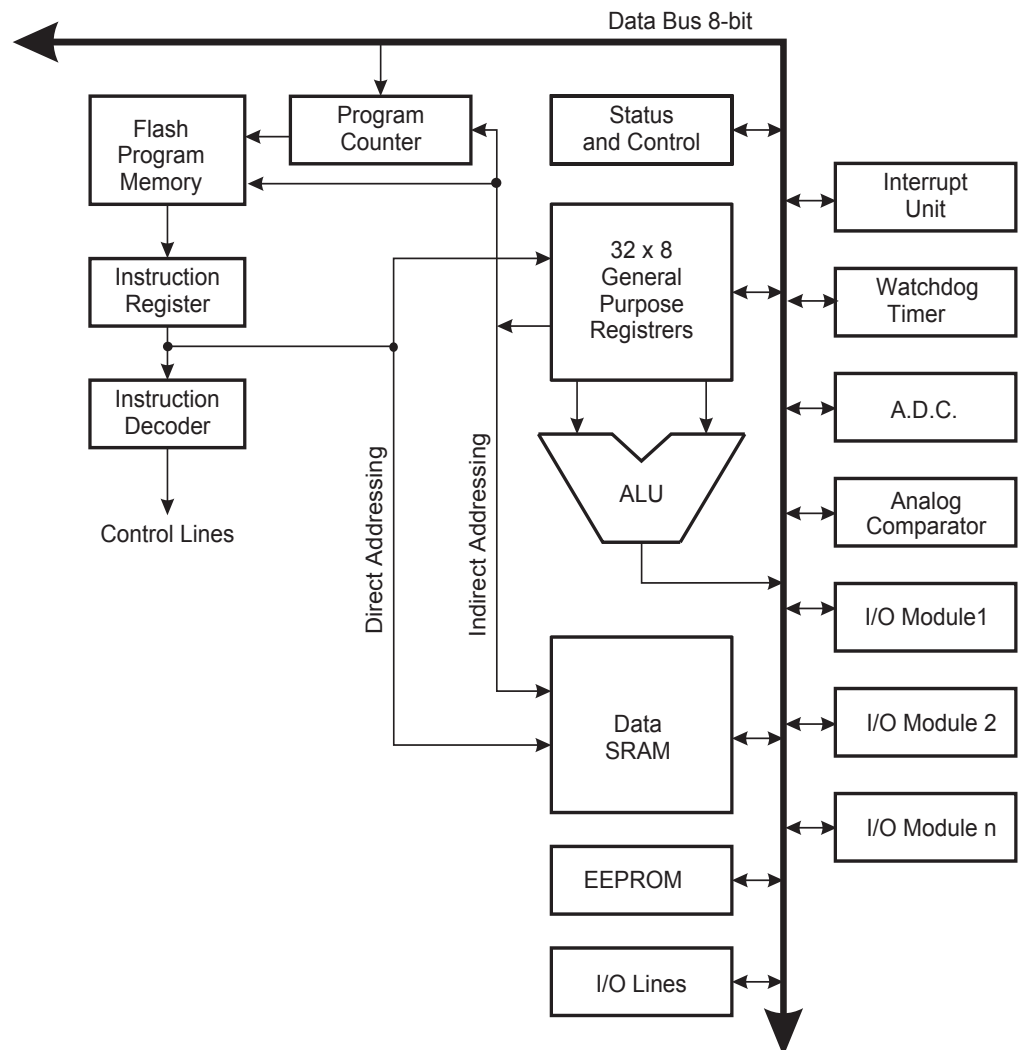 Data Bus 8-bit
Flash
Program
Memory
Program
Counter
Status
and Control
Interrupt
Unit
32 x 8
General
Purpose
Registrers
Instruction
Register
Watchdog
Timer
Instruction
Decoder
A.D.C.
Direct Addressing
Indirect Addressing
ALU
Analog
Comparator
Control Lines
I/O Module1
Data
SRAM
I/O Module 2
I/O Module n
EEPROM
I/O Lines